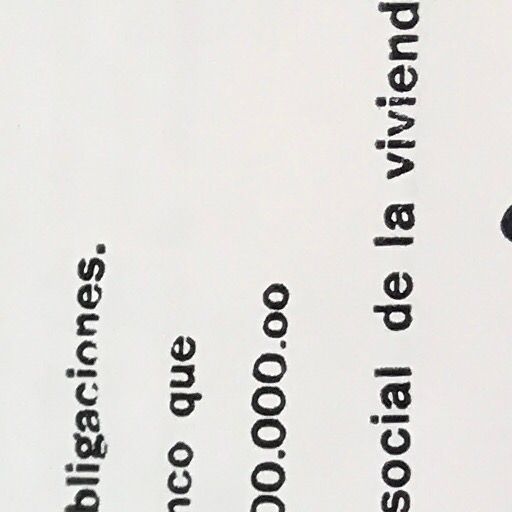 bligaciones.
nco que
00.000.oo
social de la viviend